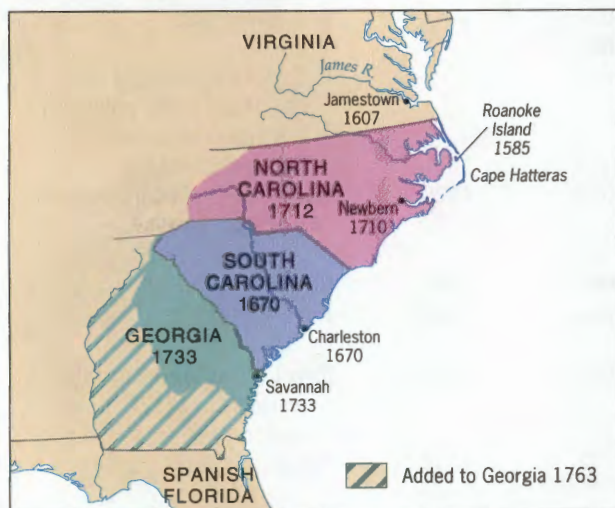 VIRGINIA
James R.
Jamestown
1607
Roanoke
Island
1585
Cape Hatteras
NORTH
CAROLINA
1712
Newbern
1710
SOUTH
CAROLINA
1670
GEORGIA
1733
Charleston
1670
Savannah
1733
SPANISH
FLORIDA
Added to Georgia 1763